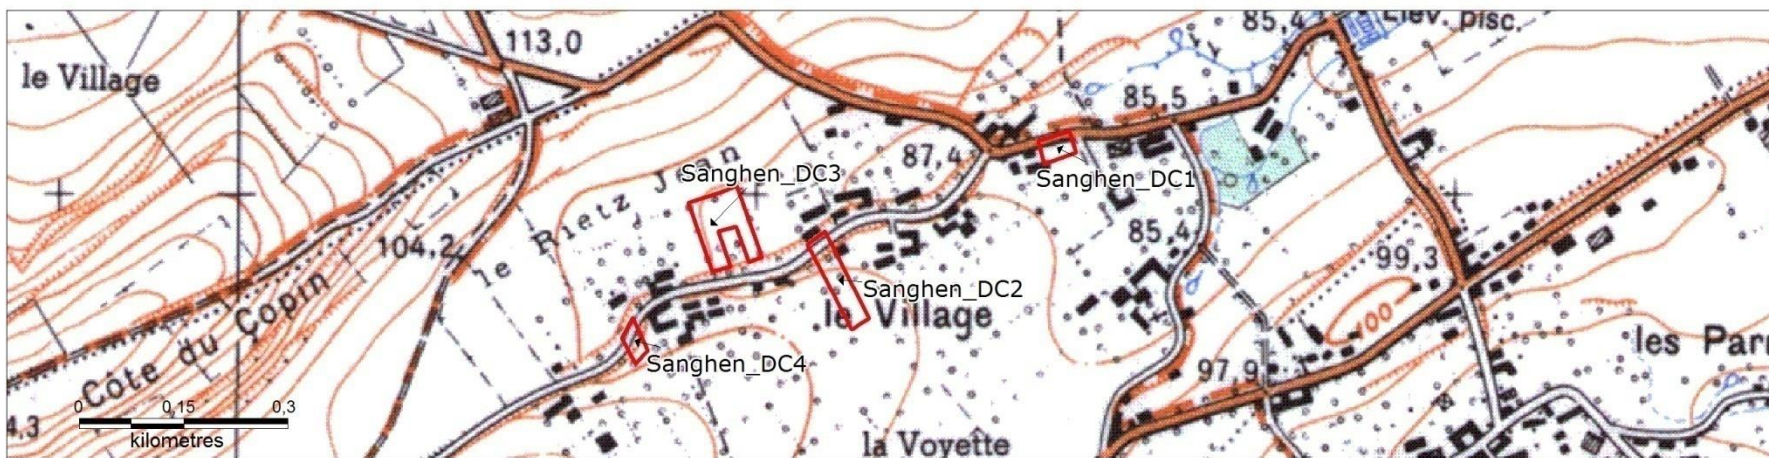 le Village
113,0
85,4
Elev. pisc.
85,5
87,4
Sanghen_DC3
Sanghen_DC1
le Rietz Jean
104,2
85,4
99,3
Sanghen_DC2
le Village
100
Côte du Copin
Sanghen_DC4
97,9
les Parr
0 0,15 0,3
kilometres
4,3
la Voyette